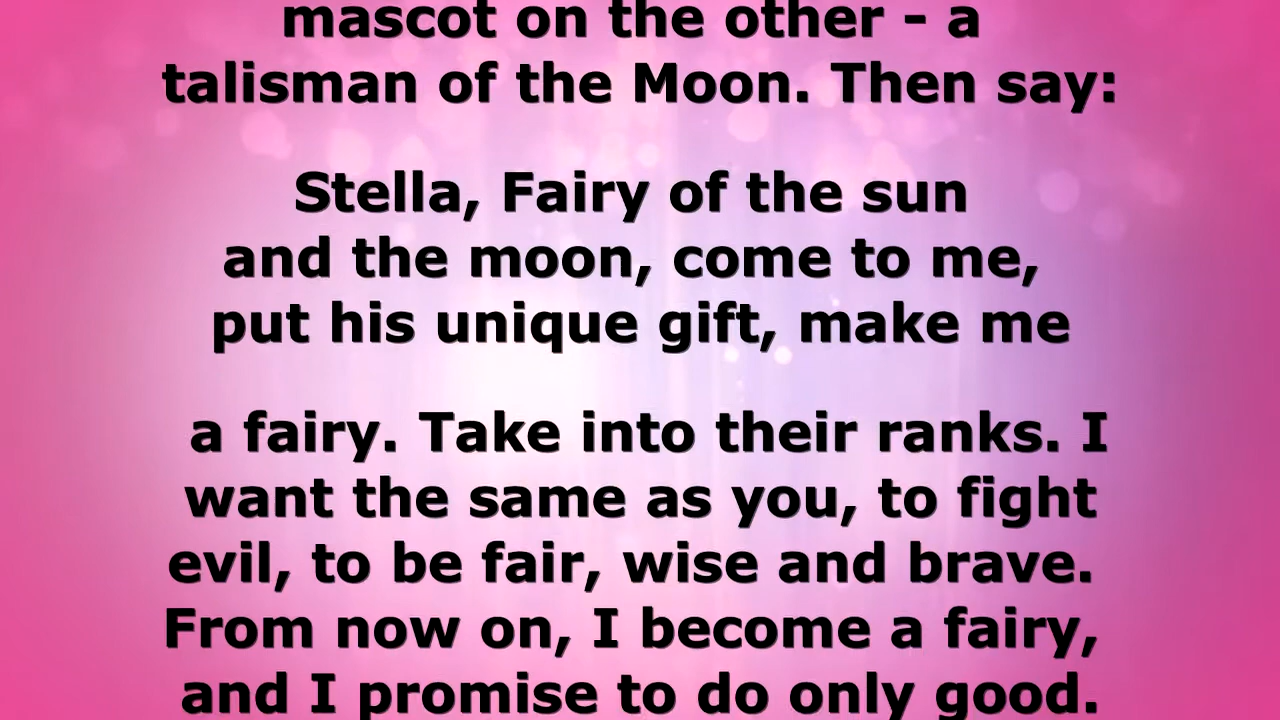 mascot on the other - a
talisman of the Moon. Then say:
Stella, Fairy of the sun
and the moon, come to me,
put his unique gift, make me
a fairy. Take into their ranks. I
want the same as you, to fight
evil, to be fair, wise and brave.
From now on, I become a fairy,
and I promise to do only good.